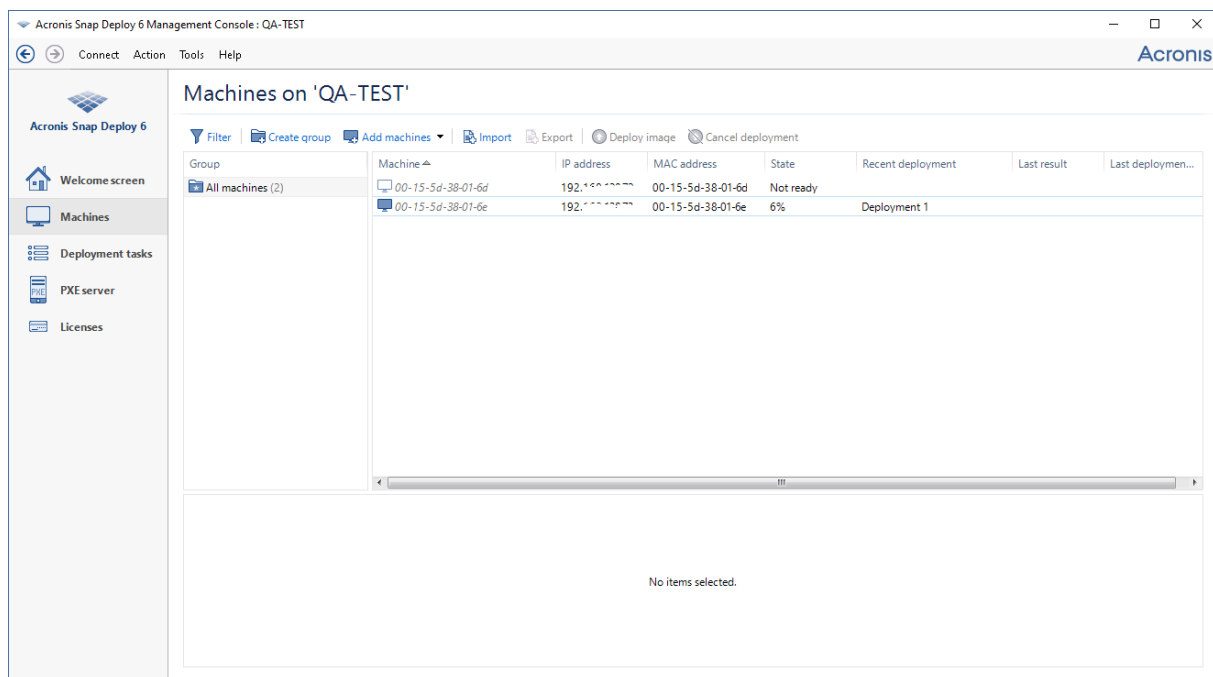 Acronis Snap Deploy 6 Management Console : QA-TEST
Connect Action Tools Help
Acronis
Acronis Snap Deploy 6
Welcome screen
Machines
Deployment tasks
PXE
PXE server
Licenses
Machines on 'QA-TEST'
Filter Create group Add machines Import Export Deploy image Cancel deployment
Group
All machines (2)
Machine IP address MAC address State Recent deployment Last result Last deploymen...
00-15-5d-38-01-6d 192. 00-15-5d-38-01-6d Not ready
00-15-5d-38-01-6e 192. 00-15-5d-38-01-6e 6% Deployment 1
No items selected.